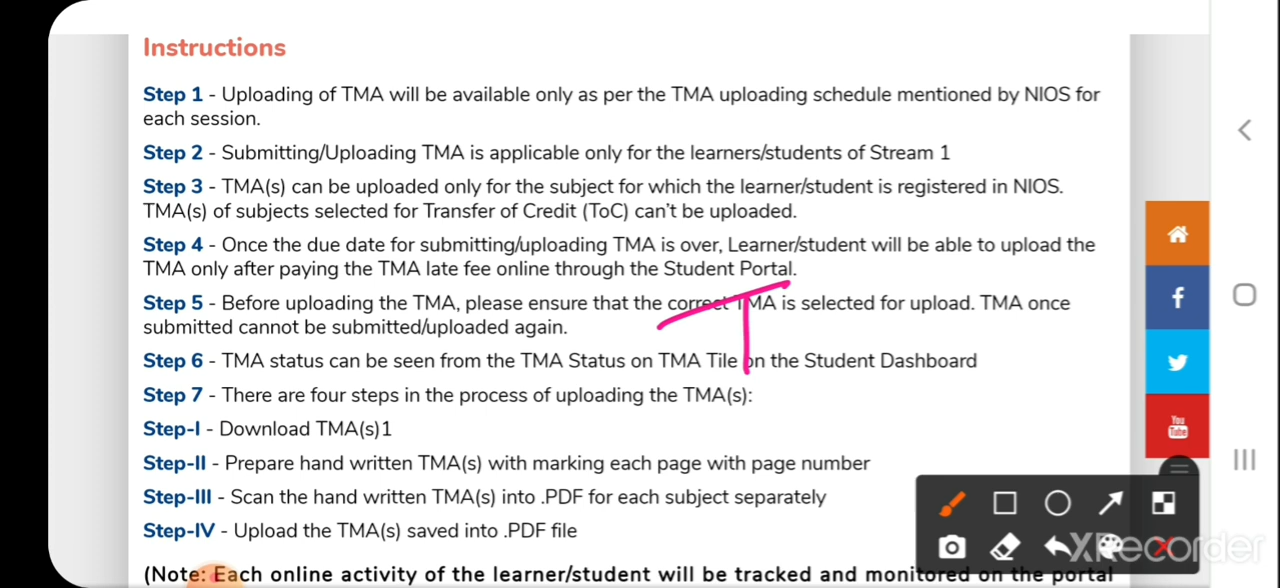 Instructions
Step 1 - Uploading of TMA will be available only as per the TMA uploading schedule mentioned by NIOS for
each session.
Step 2 - Submitting/Uploading TMA is applicable only for the learners/students of Stream 1
Step 3 - TMA(s) can be uploaded only for the subject for which the learner/student is registered in NIOS.
TMA(s) of subjects selected for Transfer of Credit (ToC) can't be uploaded.
Step 4 - Once the due date for submitting/uploading TMA is over, Learner/student will be able to upload the
TMA only after paying the TMA late fee online through the Student Portal.
Step 5 - Before uploading the TMA, please ensure that the correct TMA is selected for upload. TMA once
submitted cannot be submitted/uploaded again.
Step 6 - TMA status can be seen from the TMA Status on TMA Tile on the Student Dashboard
Step 7 - There are four steps in the process of uploading the TMA(s):
Step-I - Download TMA(s)1
Step-II - Prepare hand written TMA(s) with marking each page with page number
Step-III - Scan the hand written TMA(s) into .PDF for each subject separately
Step-IV - Upload the TMA(s) saved into .PDF file
(Note: Each online activity of the learner/student will be tracked and monitored on the portal
T
You
Tube
XRecorder